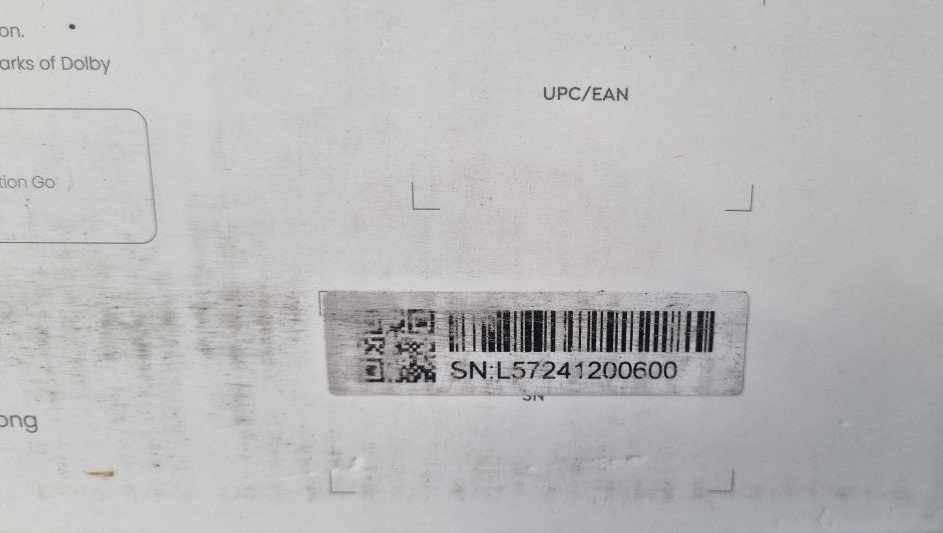 on.
arks of Dolby
UPC/EAN
tion Go
SN:L57241200600
SN
ong